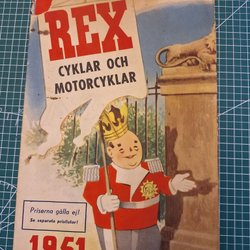 REX
CYKLAR OCH
MOTORCYKLAR
Priserna gälla ej!
Se separata prislistor!
1951